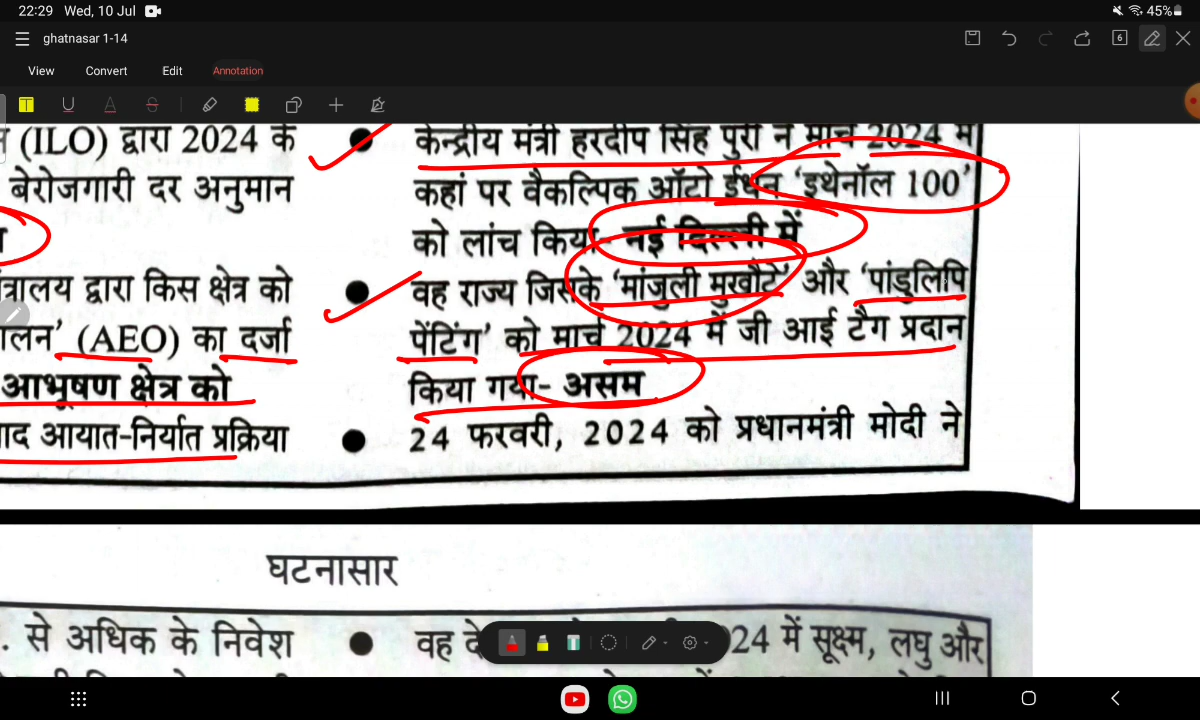 22:29 Wed, 10 Jul
45%
ghatnasar 1-14
6
View Convert Edit Annotation
T U A S
(ILO) द्वारा 2024 के
बेरोजगारी दर अनुमान
मंत्रालय द्वारा किस क्षेत्र को
(AEO) का दर्जा
आभूषण क्षेत्र को
आयात-निर्यात प्रक्रिया
केन्द्रीय मंत्री हरदीप सिंह पुरी ने मार्च 2024 में
कहां पर वैकल्पिक ऑटो ईंधन 'इथेनॉल 100'
को लांच किया- नई दिल्ली में
वह राज्य जिसके 'मांजुली मुखौटे' और 'पांडुलिपि
पेंटिंग' को मार्च 2024 में जी आई टैग प्रदान
किया गया- असम
24 फरवरी, 2024 को प्रधानमंत्री मोदी ने
घटनासार
से अधिक के निवेश
वह
24 में सूक्ष्म, लघु और